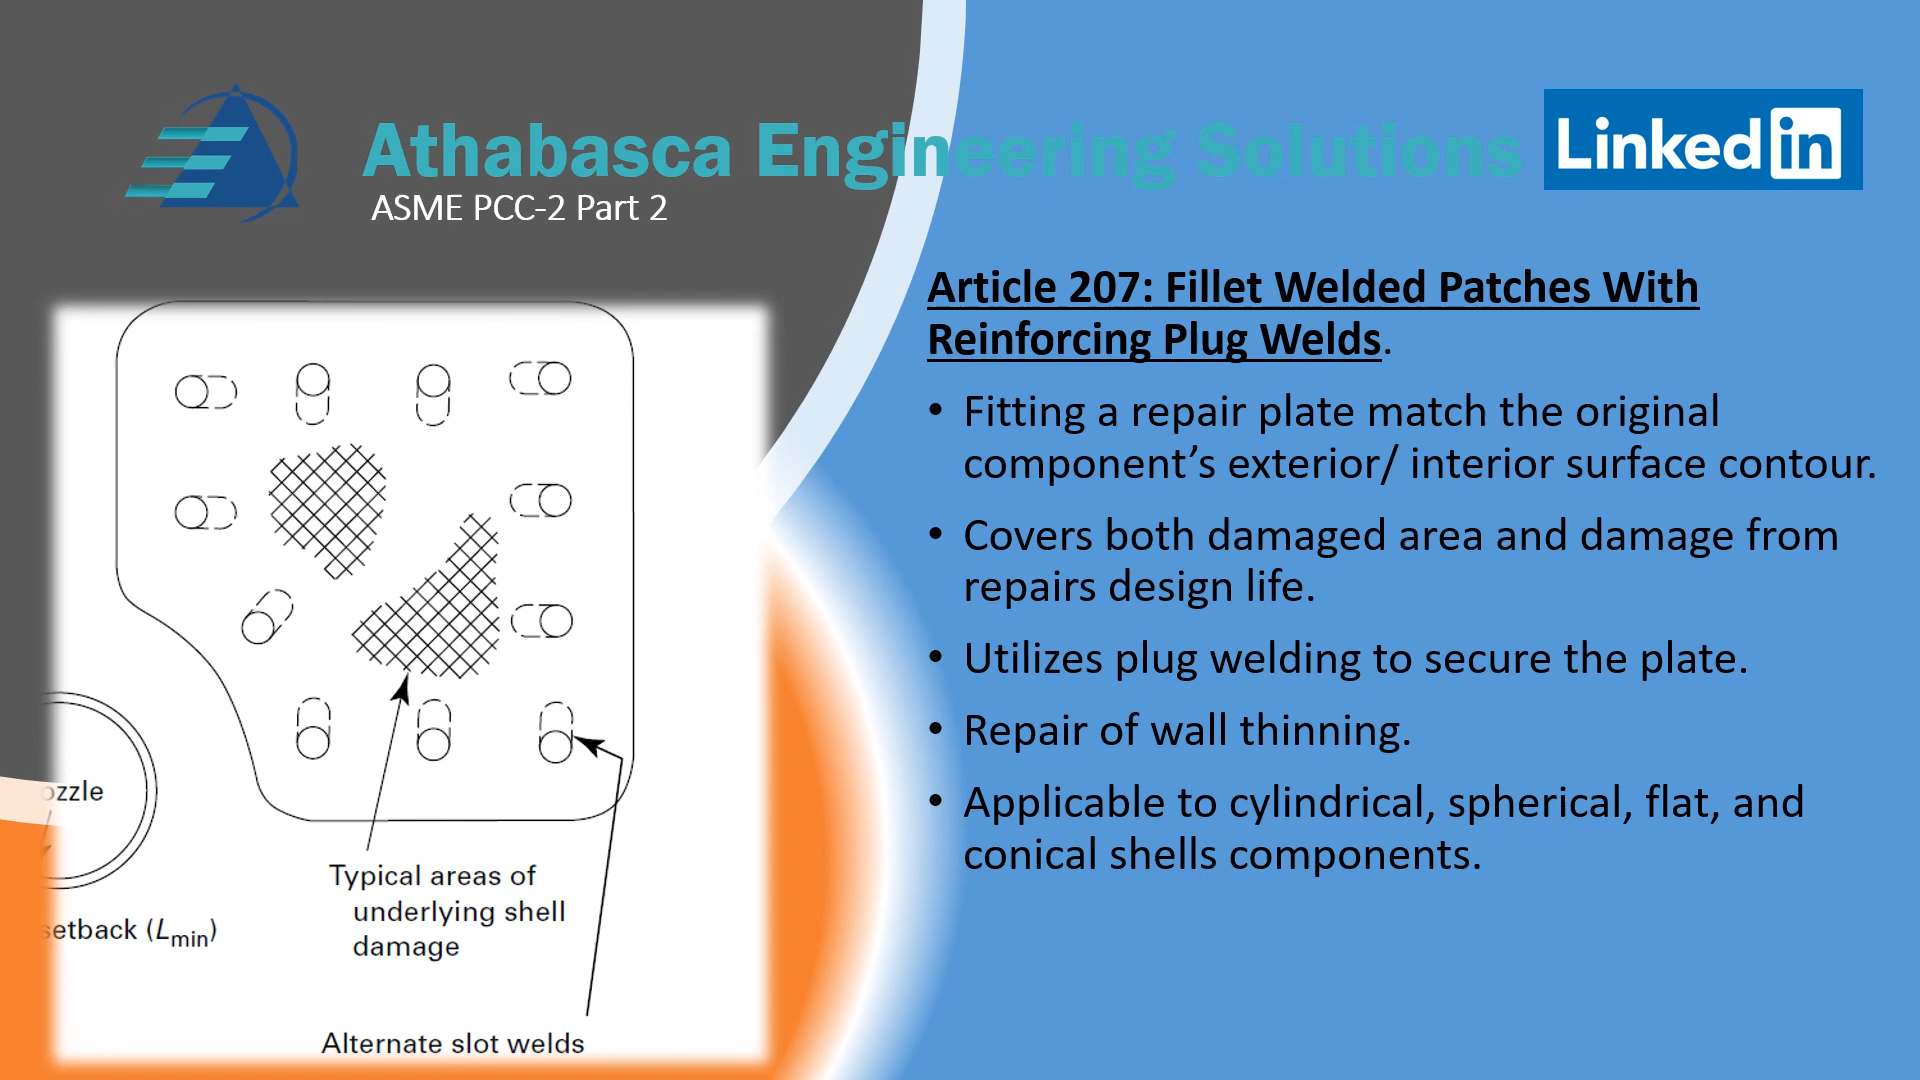 Athabasca Engineering Solutions
LinkedIn
ASME PCC-2 Part 2
Article 207: Fillet Welded Patches With
Reinforcing Plug Welds.
• Fitting a repair plate match the original
component’s exterior/ interior surface contour.
• Covers both damaged area and damage from
repairs design life.
• Utilizes plug welding to secure the plate.
• Repair of wall thinning.
• Applicable to cylindrical, spherical, flat, and
conical shells components.
ozzle
setback (Lmin)
Typical areas of
underlying shell
damage
Alternate slot welds